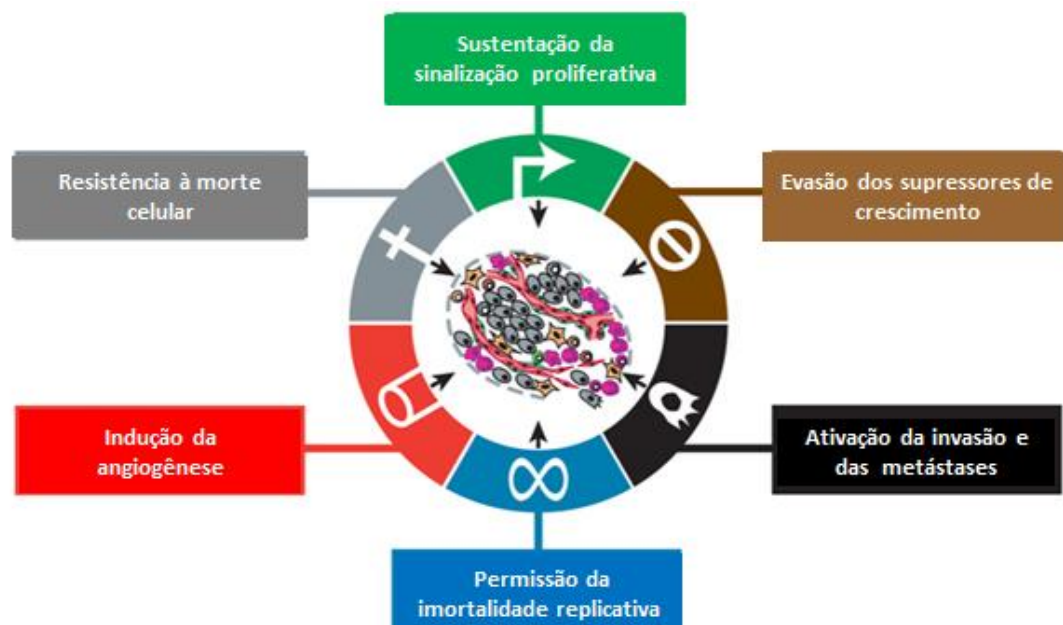 Sustentação da
sinalização proliferativa
Resistência à morte
celular
Evasão dos supressores de
crescimento
Indução da
angiogênese
Ativação da invasão e
das metástases
Permissão da
imortalidade replicativa